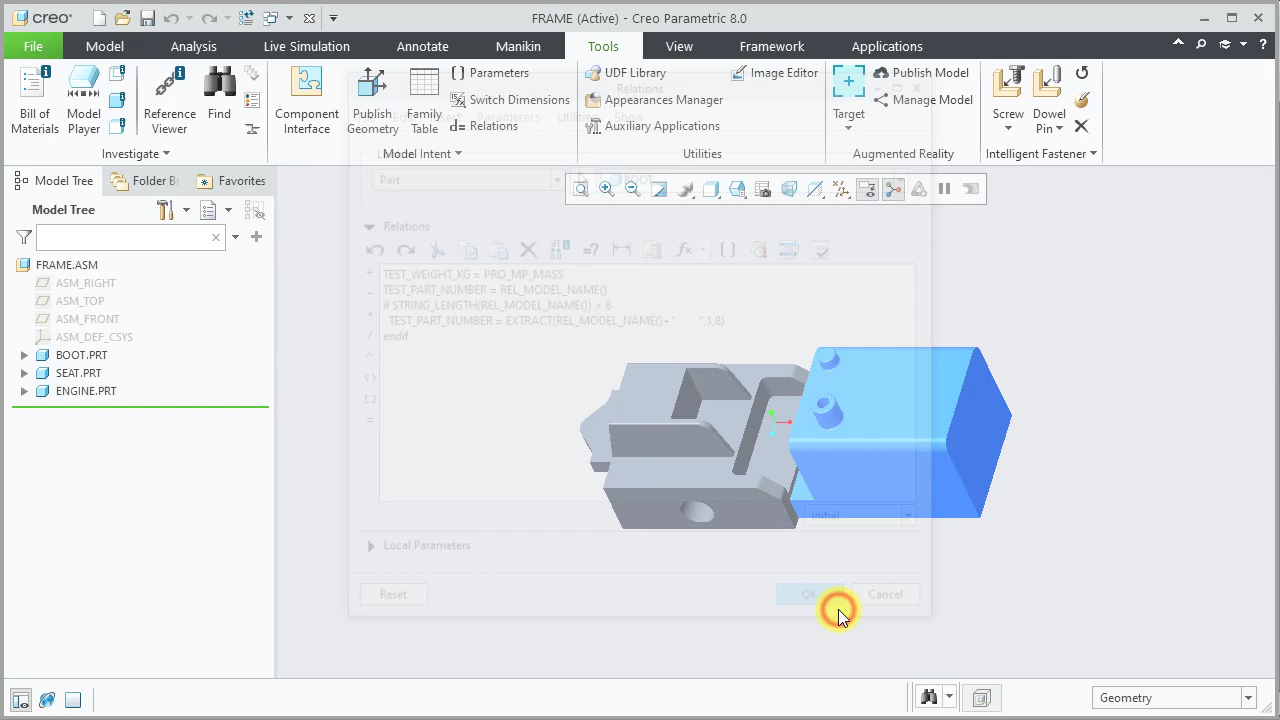 creo
FRAME (Active) - Creo Parametric 8.0
File Model Analysis Live Simulation Annotate Manikin Tools View Framework Applications
Bill of Materials
Model Player
Reference Viewer
Find
Investigate
Component Interface
Publish Geometry
Family Table
Parameters
Switch Dimensions
Relations
Model Intent
UDF Library
Appearances Manager
Auxiliary Applications
Image Editor
Utilities
Target
Publish Model
Manage Model
Augmented Reality
Screw
Dowel Pin
Intelligent Fastener
Relations
Parameters
Show
Model Tree
Folder Br
Favorites
Model Tree
FRAME.ASM
ASM_RIGHT
ASM_TOP
ASM_FRONT
ASM_DEF_CSYS
BOOT.PRT
SEAT.PRT
ENGINE.PRT
Part
BOOT
Relations
TEST_WEIGHT_KG = PRO_MP_MASS
TEST_PART_NUMBER = REL_MODEL_NAME()
if STRING_LENGTH(REL_MODEL_NAME()) > 8
TEST_PART_NUMBER = EXTRACT(REL_MODEL_NAME()+"        ",1,8)
endif
Initial
Local Parameters
Reset
OK
Cancel
Geometry